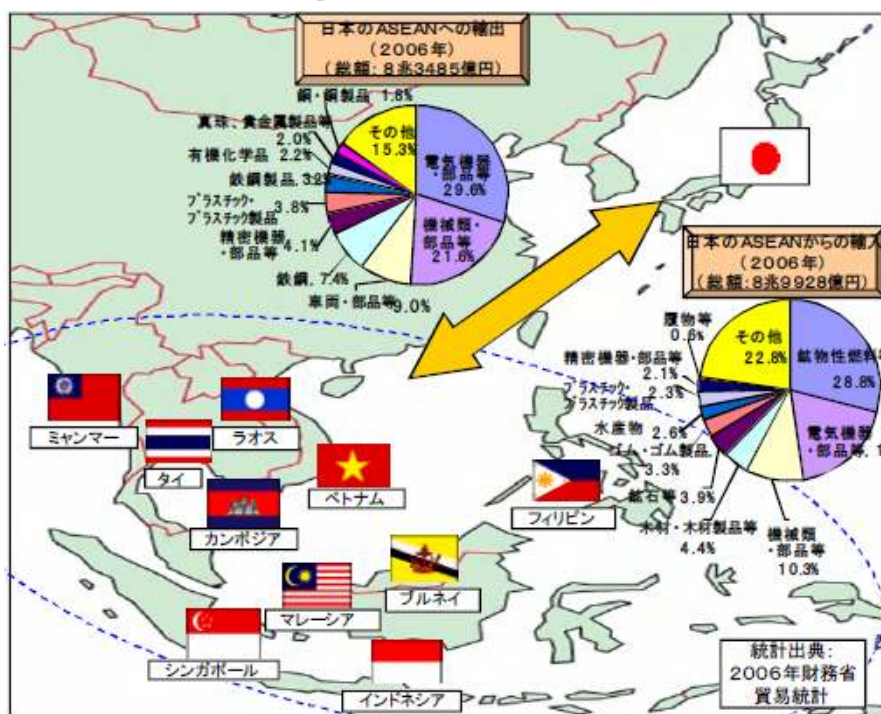 日本のASEANへの輸出
(2006年)
(総額:8兆3485億円)
銅・銅製品 1.8%
真珠、貴金属製品等
2.0%
有機化学品 2.2%
鉄鋼製品, 3.2%
プラスチック・
プラスチック製品
3.8%
精密機器
・部品等 4.1%
鉄鋼, 7.4%
車両・部品等 9.0%
その他
15.3%
電気機器
・部品等
29.6%
機械類・
部品等
21.6%
日本のASEANからの輸入
(2006年)
(総額:8兆9928億円)
履物等
0.6%
精密機器・部品等
2.1%
プラスチック・
プラスチック製品
2.3%
水産物
2.6%
ゴム・ゴム製品
3.3%
鉱石等 3.9%
木材・木材製品等
4.4%
機械類
・部品等
10.3%
その他
22.8%
鉱物性燃料
28.8%
電気機器
・部品等, 1
ミャンマー
ラオス
タイ
ベトナム
カンボジア
フィリピン
ブルネイ
マレーシア
シンガポール
インドネシア
統計出典:
2006年財務省
貿易統計